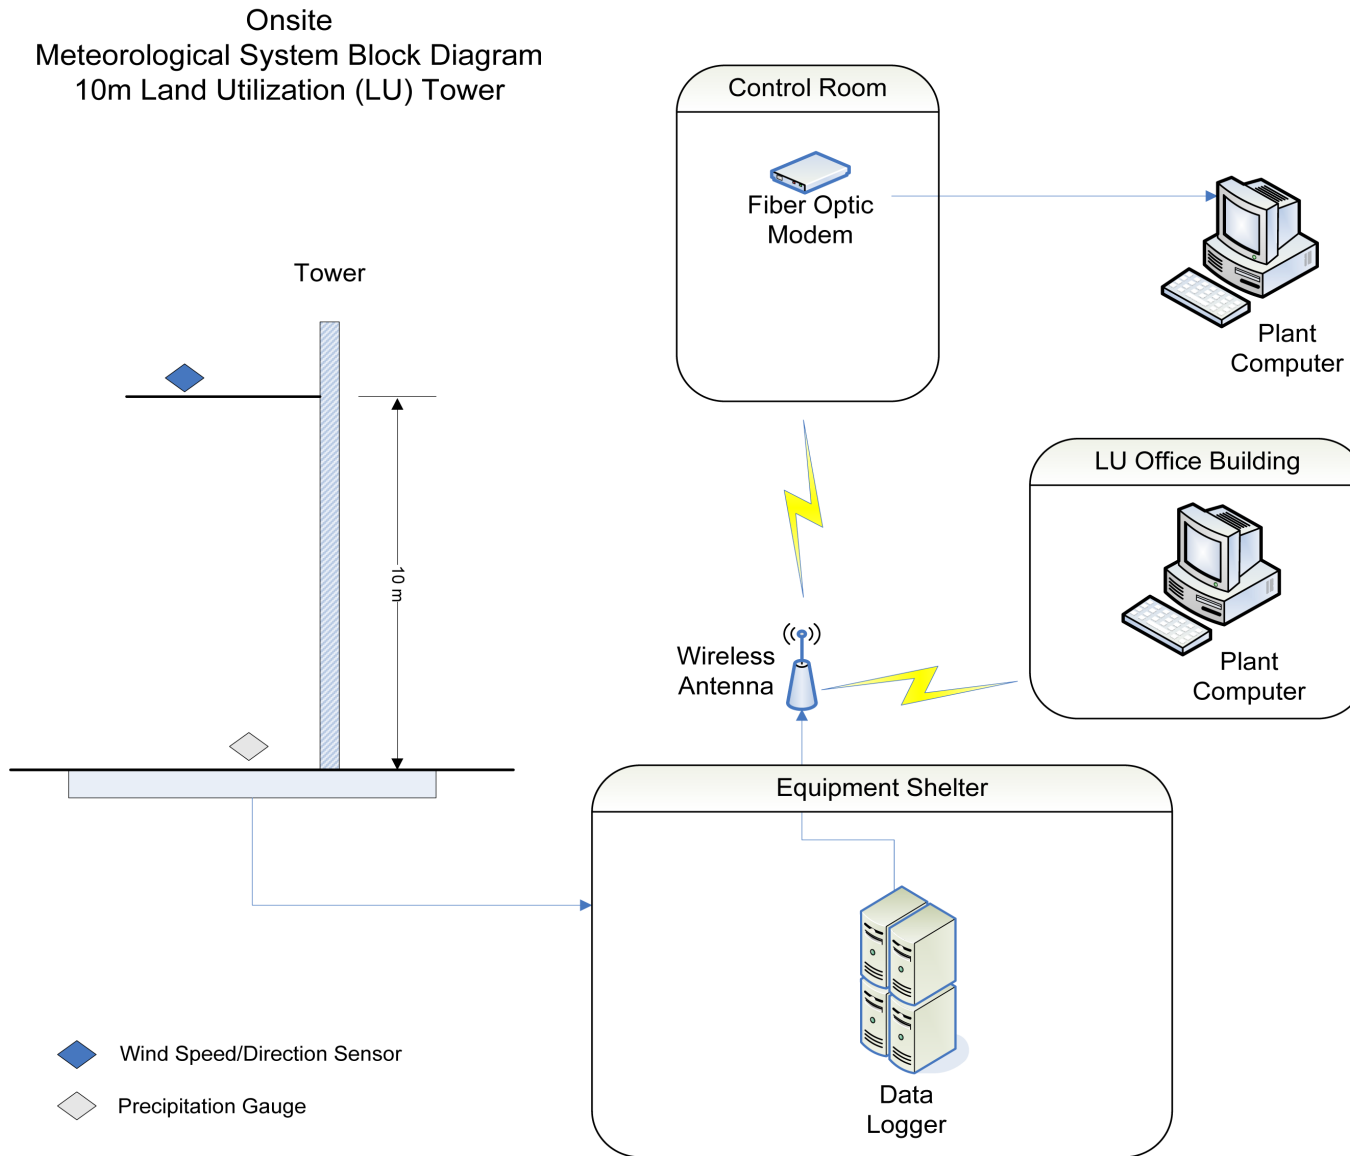 Onsite
Meteorological System Block Diagram
10m Land Utilization (LU) Tower
Control Room
Fiber Optic
Modem
Plant
Computer
Tower
10 m
LU Office Building
Plant
Computer
Wireless
Antenna
Equipment Shelter
Data
Logger
Wind Speed/Direction Sensor
Precipitation Gauge